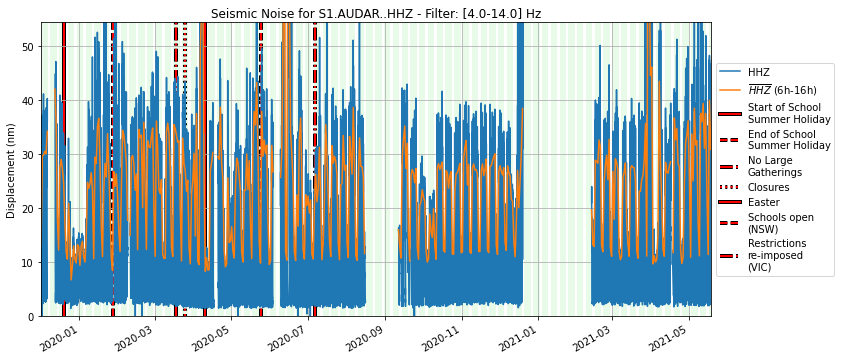 Seismic Noise for S1.AUDAR..HHZ - Filter: [4.0-14.0] Hz
Displacement (nm)
50
40
30
20
10
0
2020-01
2020-03
2020-05
2020-07
2020-09
2020-11
2021-01
2021-03
2021-05
HHZ
HHZ (6h-16h)
Start of School
Summer Holiday
End of School
Summer Holiday
No Large
Gatherings
Closures
Easter
Schools open
(NSW)
Restrictions
re-imposed
(VIC)